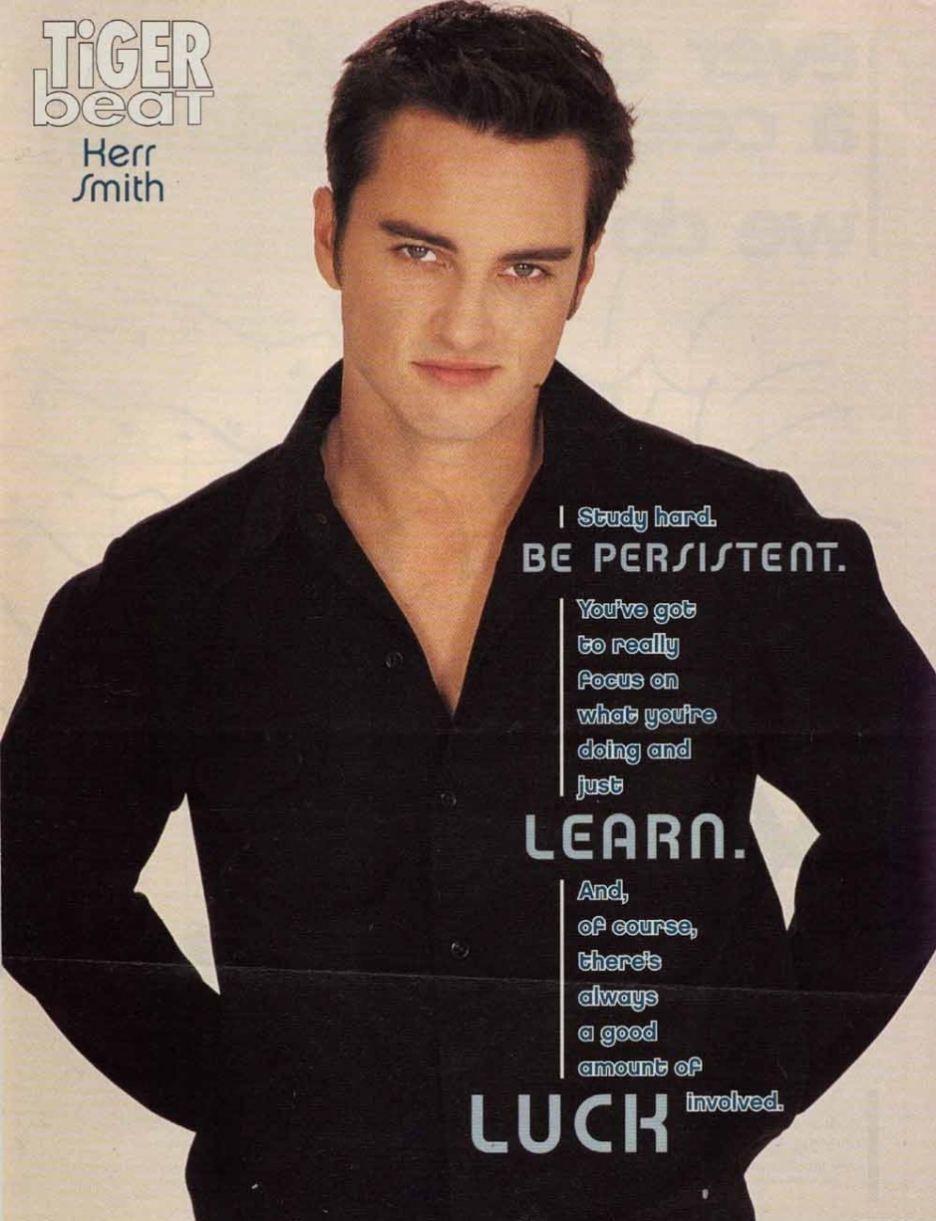 TiGER
beat
Kerr
Smith
Study hard.
BE PERSISTENT.
You've got
to really
focus on
what you're
doing and
just
LEARN.
And,
of course,
there's
always
a good
amount of
LUCK involved.